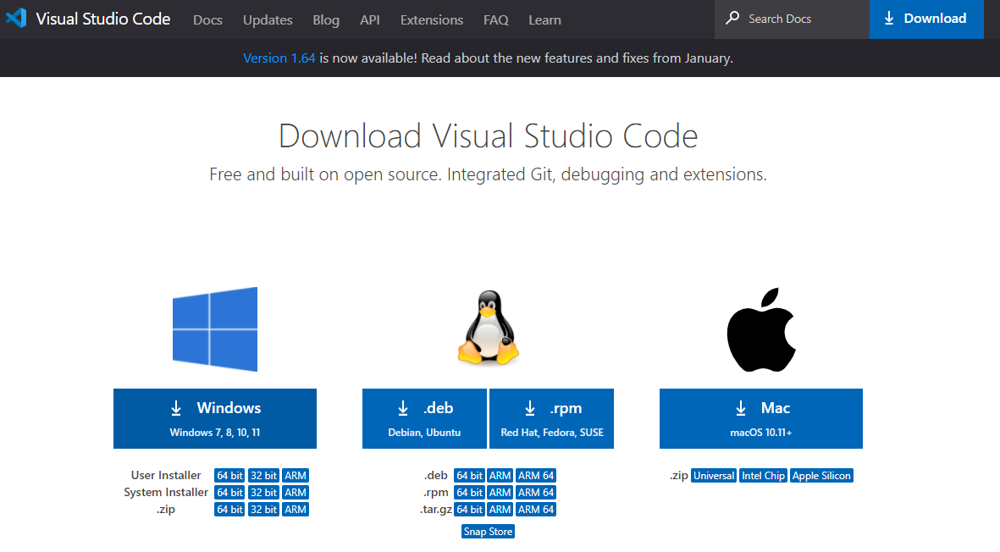 Visual Studio Code Docs Updates Blog API Extensions FAQ Learn Search Docs Download
Version 1.64 is now available! Read about the new features and fixes from January.
Download Visual Studio Code
Free and built on open source. Integrated Git, debugging and extensions.
Windows
Windows 7, 8, 10, 11
User Installer 64 bit 32 bit ARM
System Installer 64 bit 32 bit ARM
.zip 64 bit 32 bit ARM
.deb
Debian, Ubuntu
.rpm
Red Hat, Fedora, SUSE
.deb 64 bit ARM ARM 64
.rpm 64 bit ARM ARM 64
.tar.gz 64 bit ARM ARM 64
Snap Store
Mac
macOS 10.11+
.zip Universal Intel Chip Apple Silicon